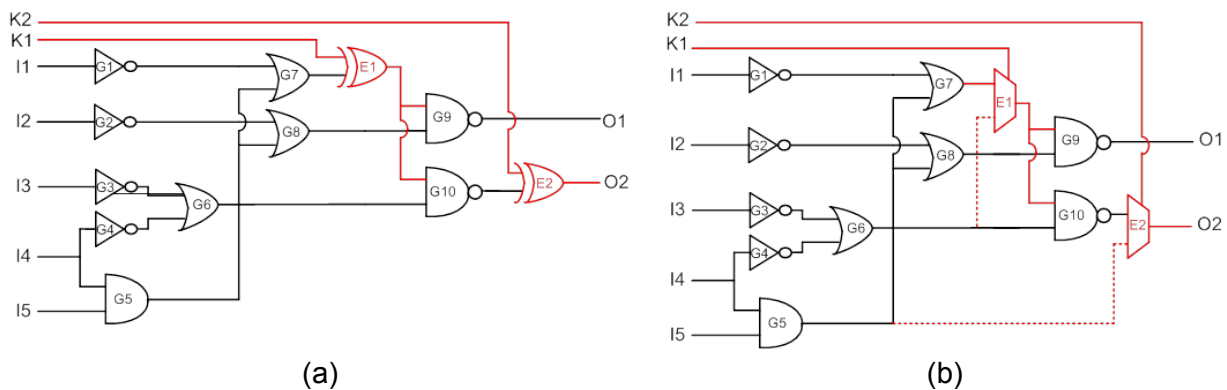 K2
K1
I1 G1 G7 E1
G9 O1
I2 G2 G8
I3 G3 G10 E2 O2
G6
G4
I4
G5
I5
(a)
K2
K1
I1 G1 G7 E1
G9 O1
I2 G2 G8
I3 G3 G10
G6 E2 O2
G4
I4
G5
I5
(b)